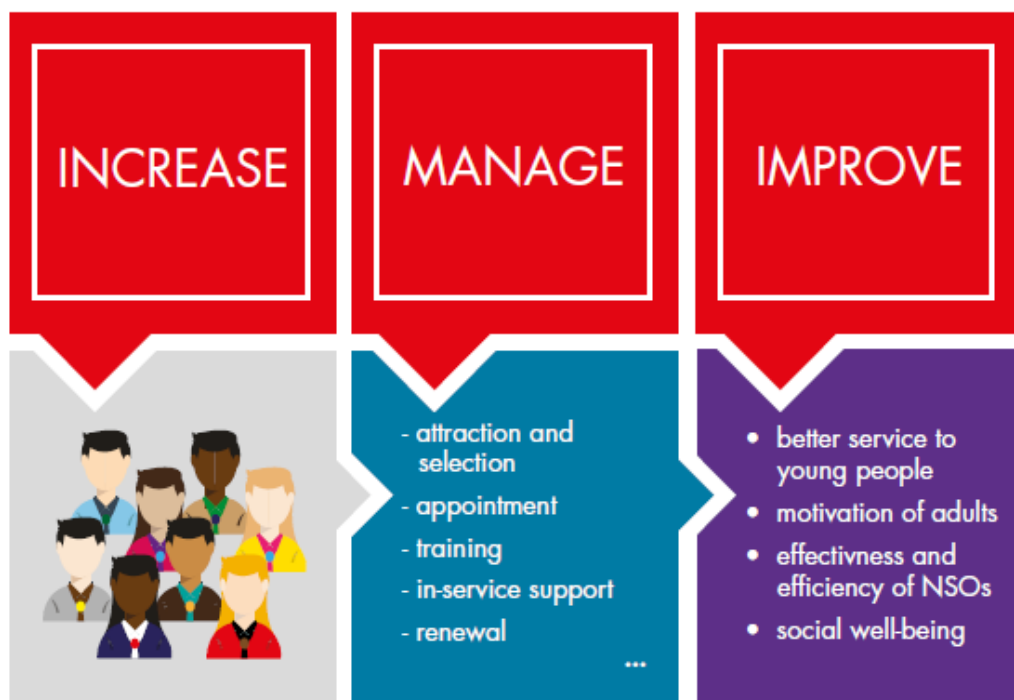 INCREASE
MANAGE
IMPROVE
- attraction and
selection
- appointment
- training
- in-service support
- renewal
...
• better service to
young people
• motivation of adults
• effectivness and
efficiency of NSOs
• social well-being